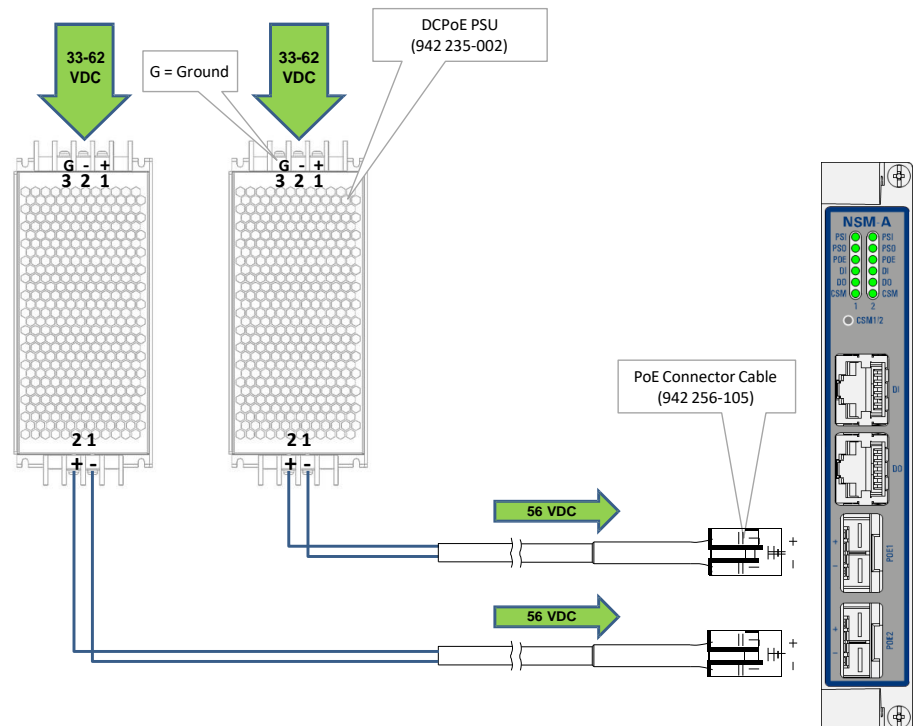 DCPoE PSU
(942 235-002)
33-62
VDC
G = Ground
33-62
VDC
G - +
3 2 1
G - +
3 2 1
NSM-A
PSI PSI
PSO PSO
POE POE
DI DI
DO DO
CSM CSM
1 2
CSM1/2
PoE Connector Cable
(942 256-105)
DI
2 1
+ -
2 1
+ -
DO
56 VDC
+
-
+
-
POE1
56 VDC
+
-
+
-
POE2